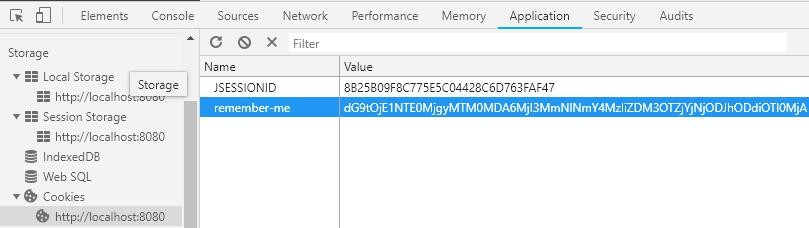 Elements Console Sources Network Performance Memory Application Security Audits
Storage
Local Storage
http://localhost:8080
Storage
Session Storage
http://localhost:8080
IndexedDB
Web SQL
Cookies
http://localhost:8080
Filter
Name Value
JSESSIONID 8B25B09F8C775E5C04428C6D763FAF47
remember-me dG9tOjE1NTE0MjgyMTM0MDA6MjI3MmNlNmY4MzliZDM3OTZjYjNjODJhODdiOTI0MjA